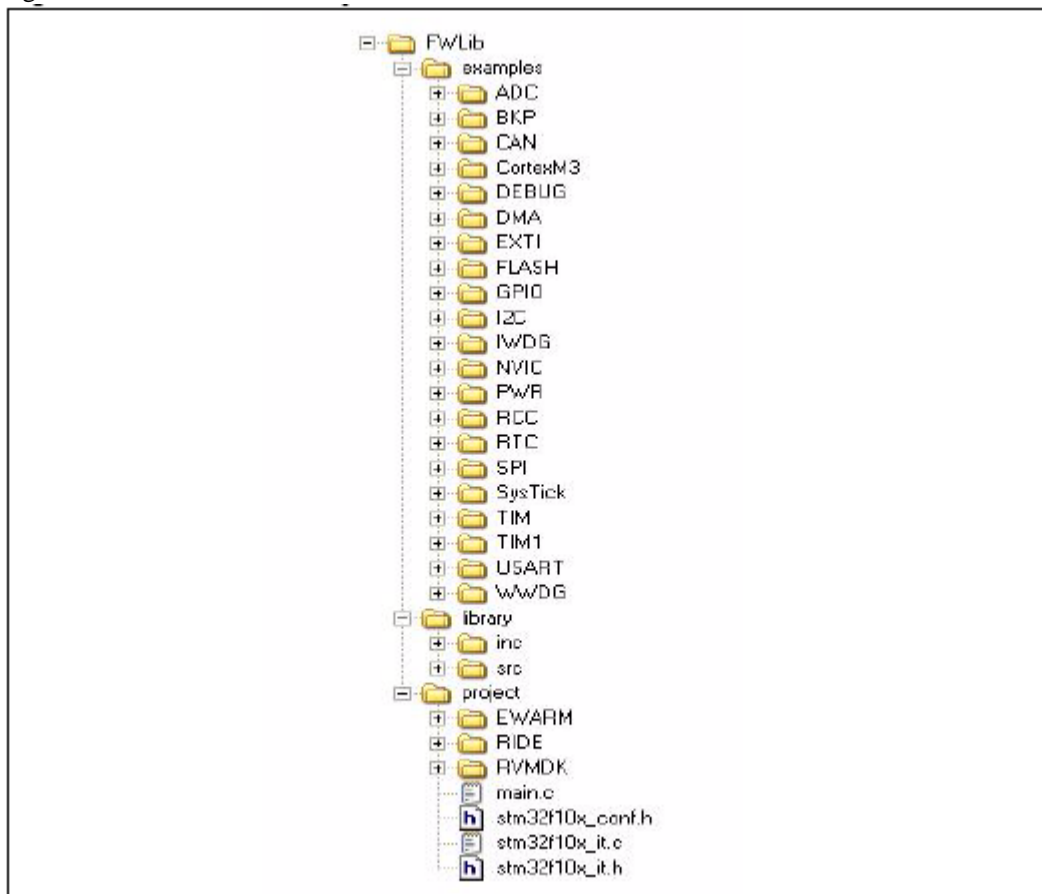 FWLib
examples
ADC
BKP
CAN
CortexM3
DEBUG
DMA
EXTI
FLASH
GPIO
I2C
IWDG
NVIC
PWR
RCC
RTC
SPI
SysTick
TIM
TIM1
USART
WWDG
library
inc
src
project
EWARM
RIDE
RVMDK
main.c
stm32f10x_conf.h
stm32f10x_it.c
stm32f10x_it.h